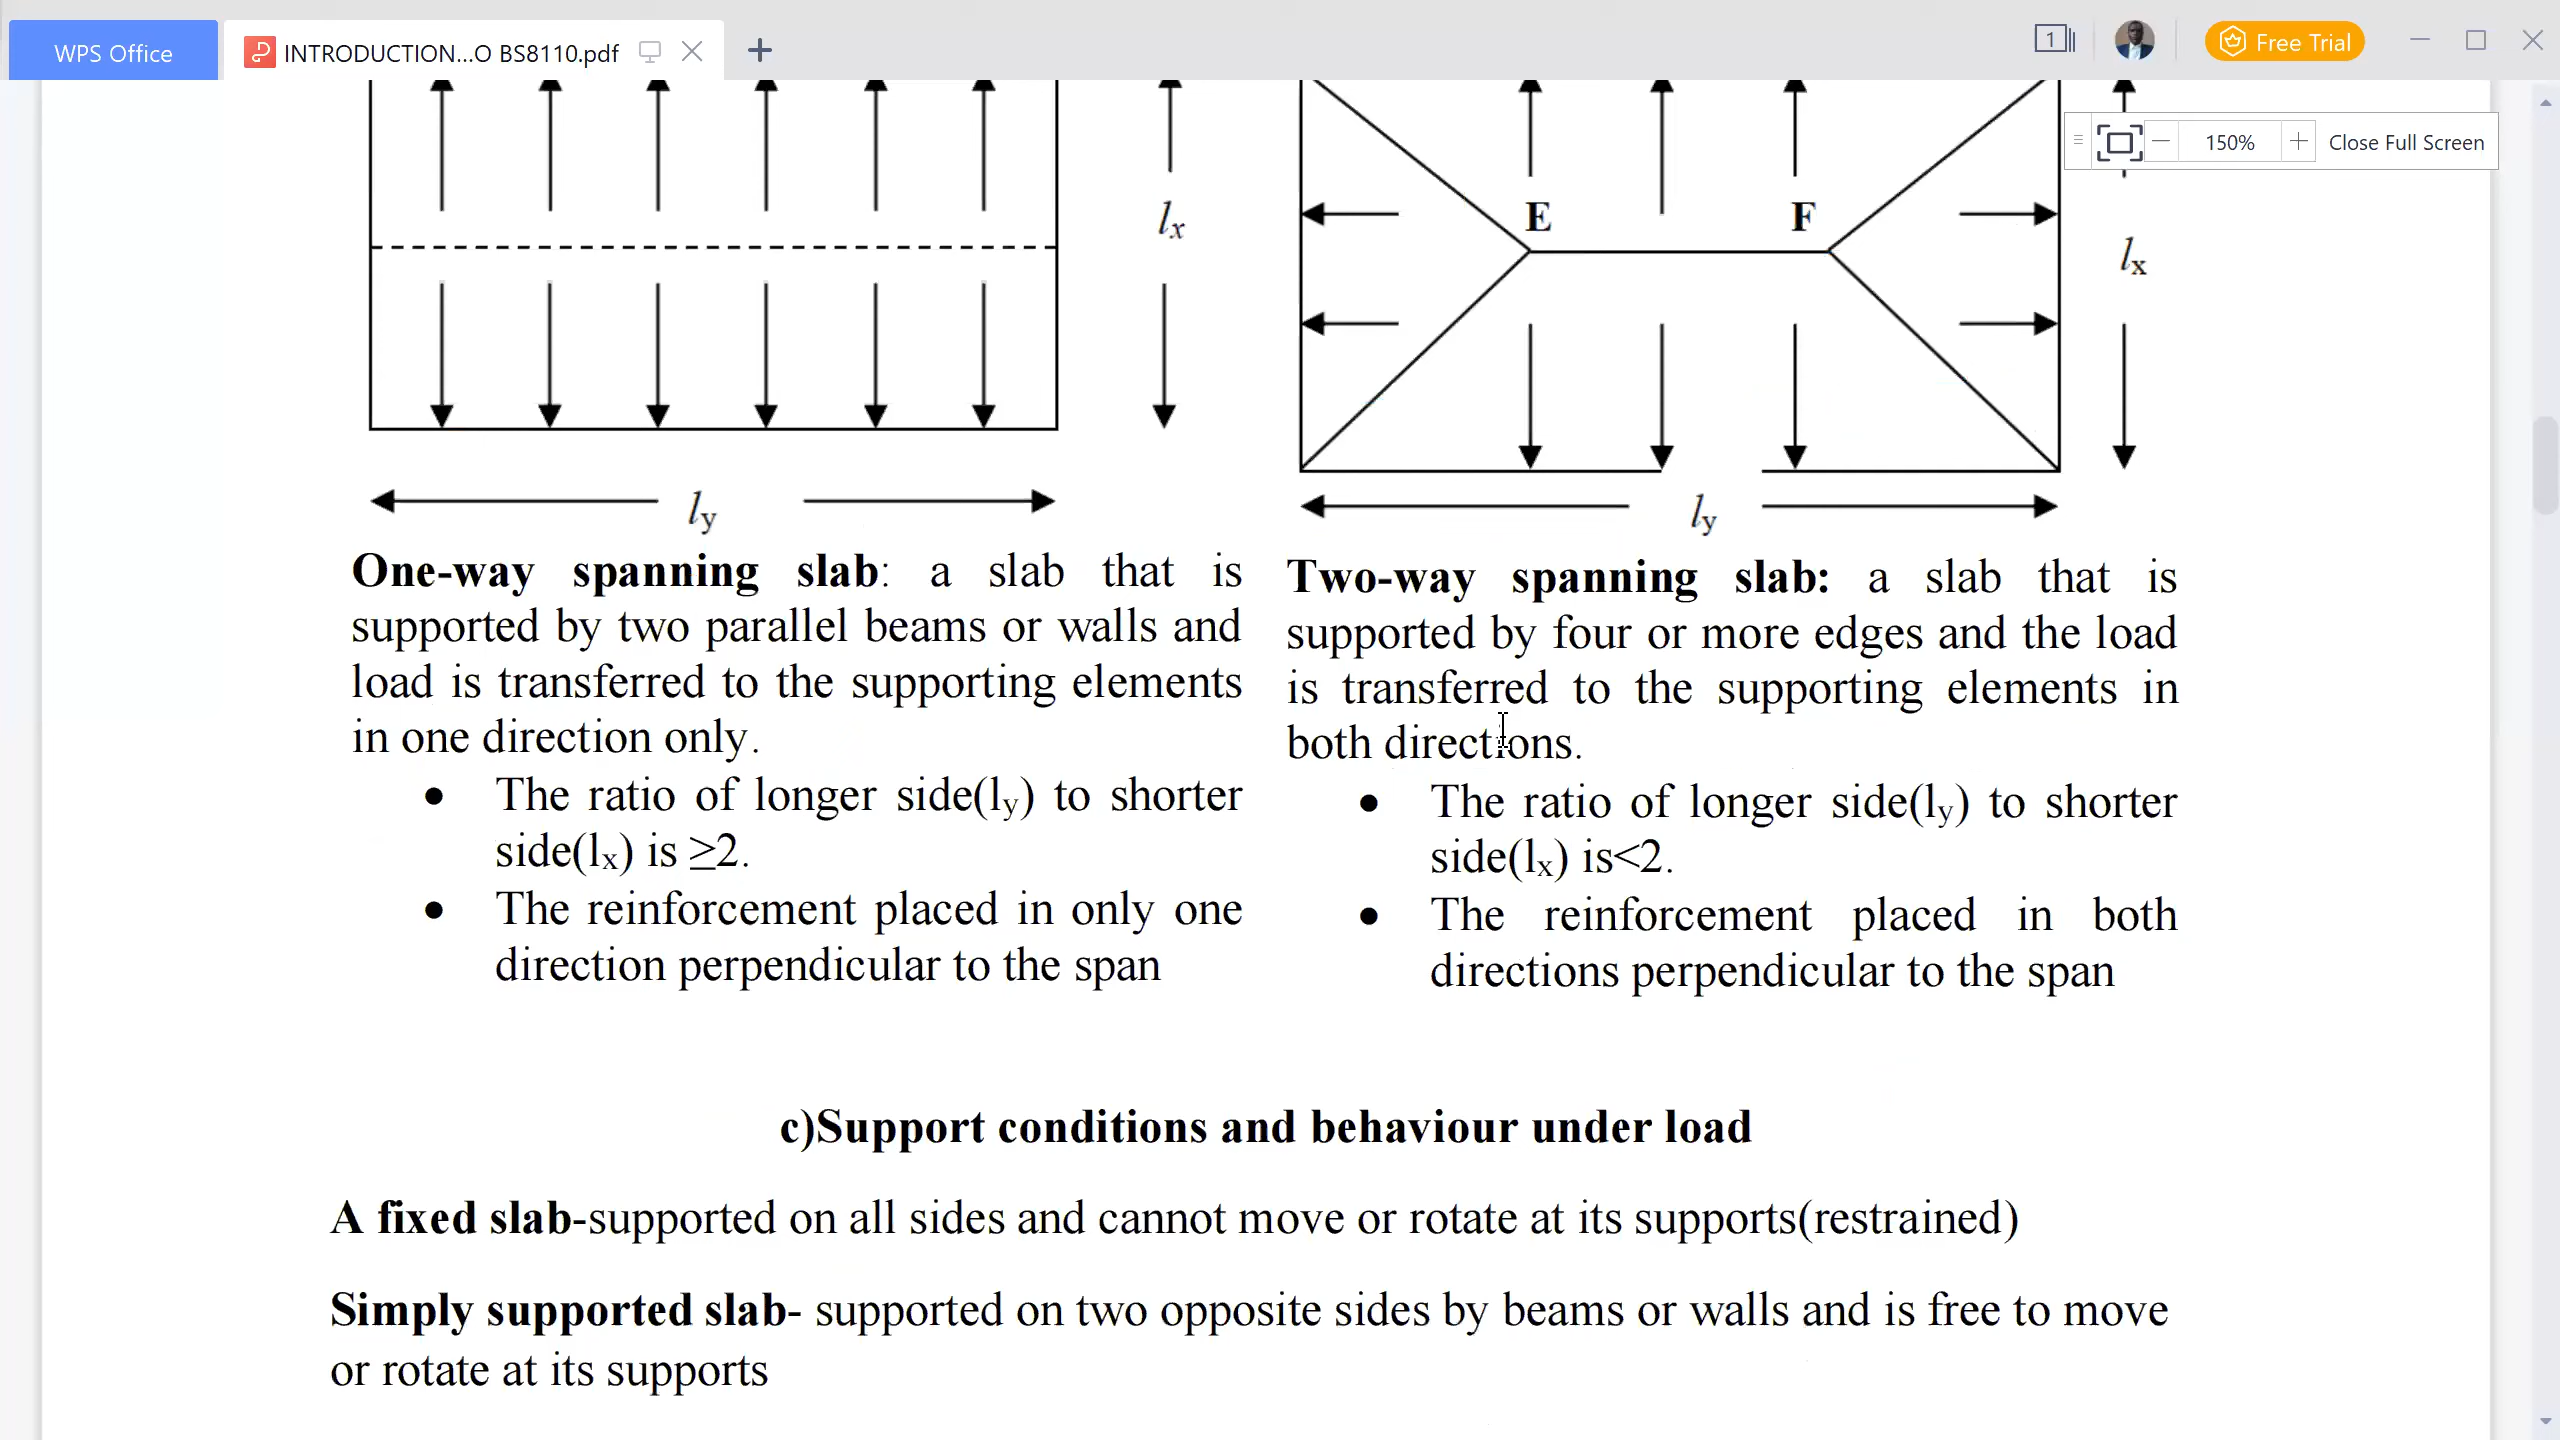 WPS Office
INTRODUCTION...O BS8110.pdf
1
Free Trial
150%
Close Full Screen
lx
E
F
lx
ly
ly
One-way spanning slab: a slab that is
supported by two parallel beams or walls and
load is transferred to the supporting elements
in one direction only.
• The ratio of longer side(ly) to shorter
side(lx) is ≥2.
• The reinforcement placed in only one
direction perpendicular to the span
Two-way spanning slab: a slab that is
supported by four or more edges and the load
is transferred to the supporting elements in
both directions.
• The ratio of longer side(ly) to shorter
side(lx) is<2.
• The reinforcement placed in both
directions perpendicular to the span
c)Support conditions and behaviour under load
A fixed slab-supported on all sides and cannot move or rotate at its supports(restrained)
Simply supported slab- supported on two opposite sides by beams or walls and is free to move
or rotate at its supports